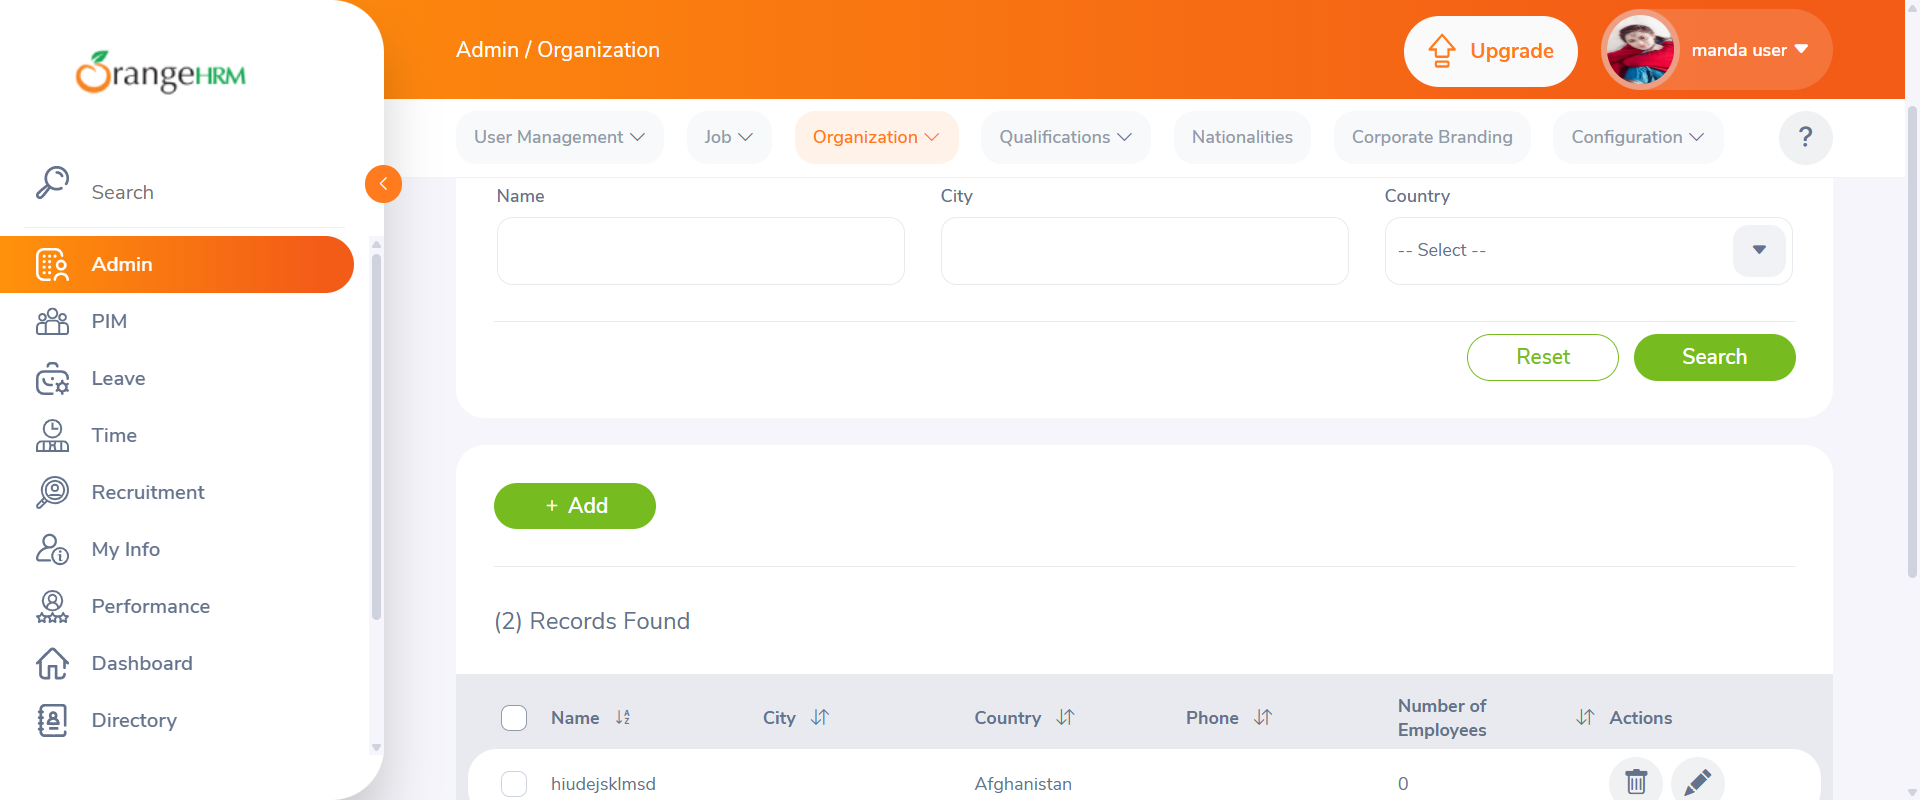 OrangeHRM
Admin / Organization
Upgrade
manda user
User Management
Job
Organization
Qualifications
Nationalities
Corporate Branding
Configuration
?
Search
Admin
PIM
Leave
Time
Recruitment
My Info
Performance
Dashboard
Directory
Name
City
Country
-- Select --
Reset
Search
+ Add
(2) Records Found
Name
City
Country
Phone
Number of
Employees
Actions
hiudejsklmsd
Afghanistan
0